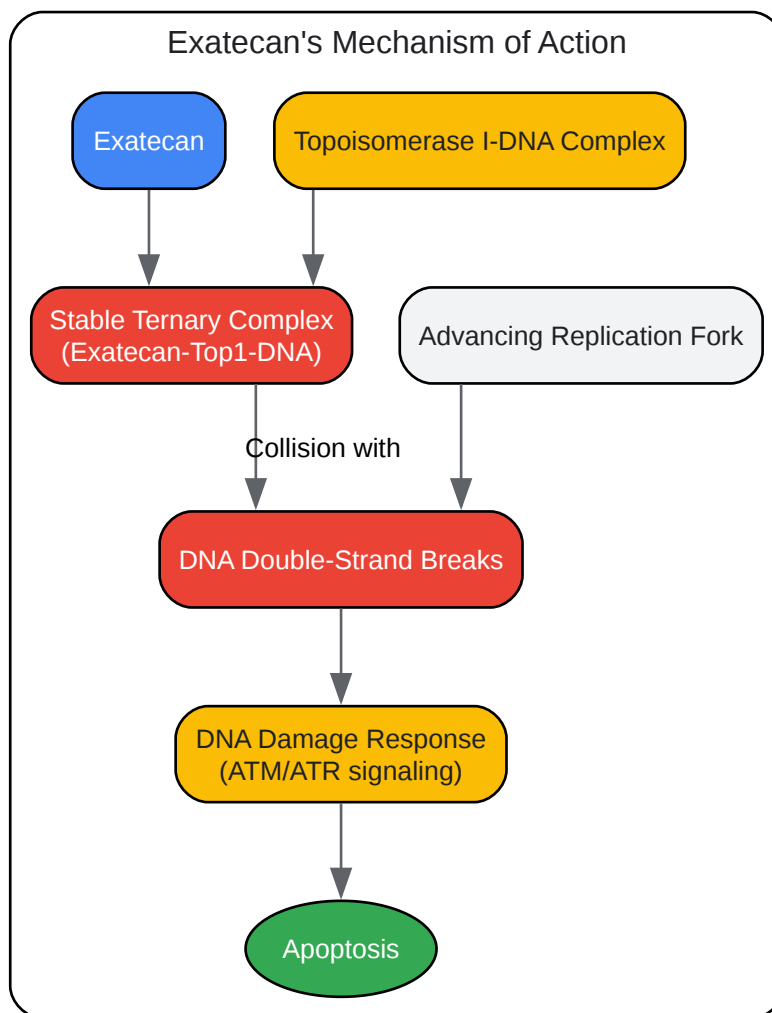 Exatecan's Mechanism of Action
Exatecan
Topoisomerase I-DNA Complex
Stable Ternary Complex
(Exatecan-Top1-DNA)
Advancing Replication Fork
Collision with
DNA Double-Strand Breaks
DNA Damage Response
(ATM/ATR signaling)
Apoptosis